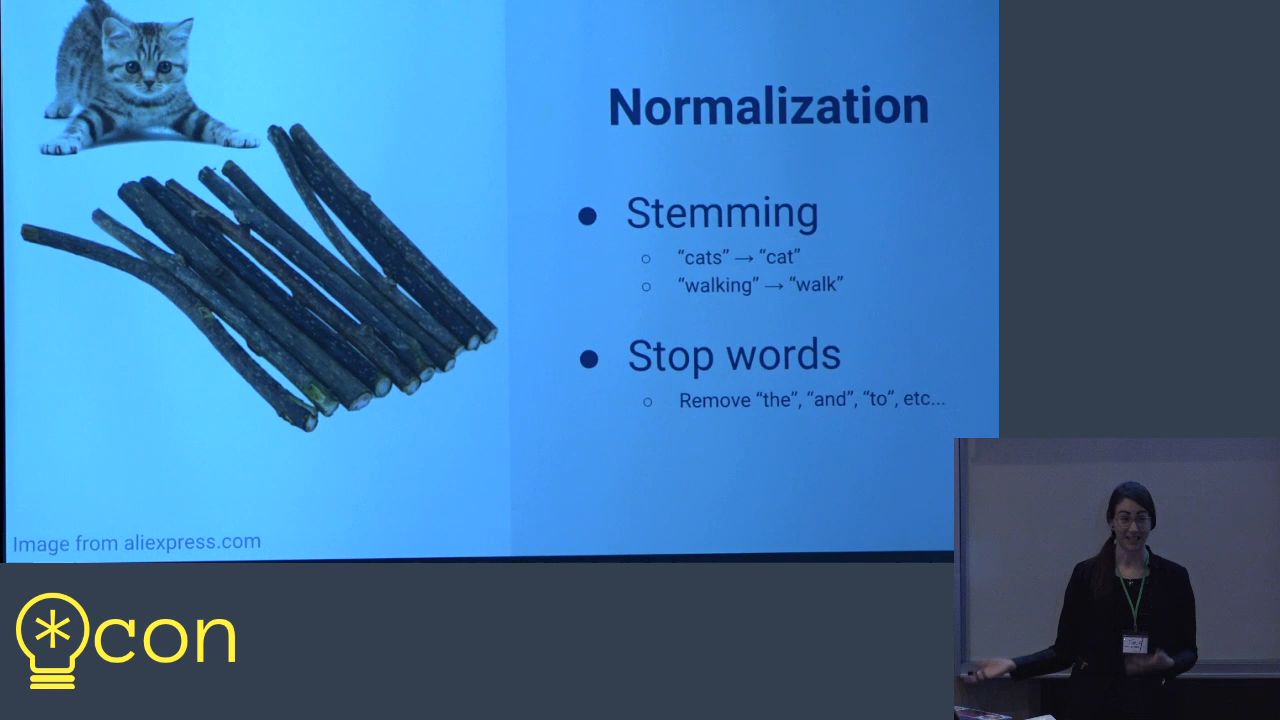 Normalization
● Stemming
○ “cats” → “cat”
○ “walking” → “walk”
● Stop words
○ Remove “the”, “and”, “to”, etc...
Image from aliexpress.com
*con